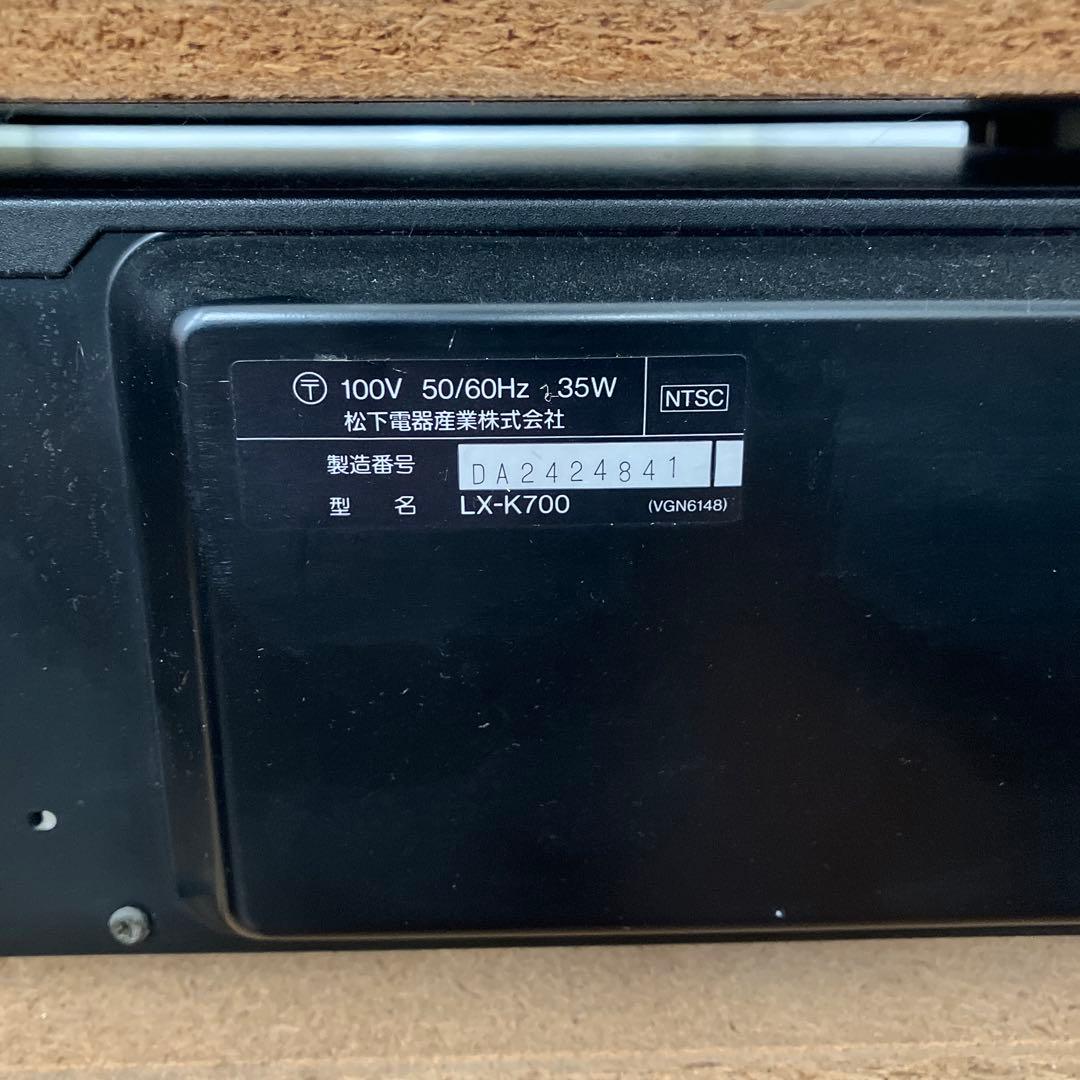 〒 100V 50/60Hz 35W
松下電器産業株式会社
NTSC
製造番号 DA2424841
型 名 LX-K700 (VGN6148)